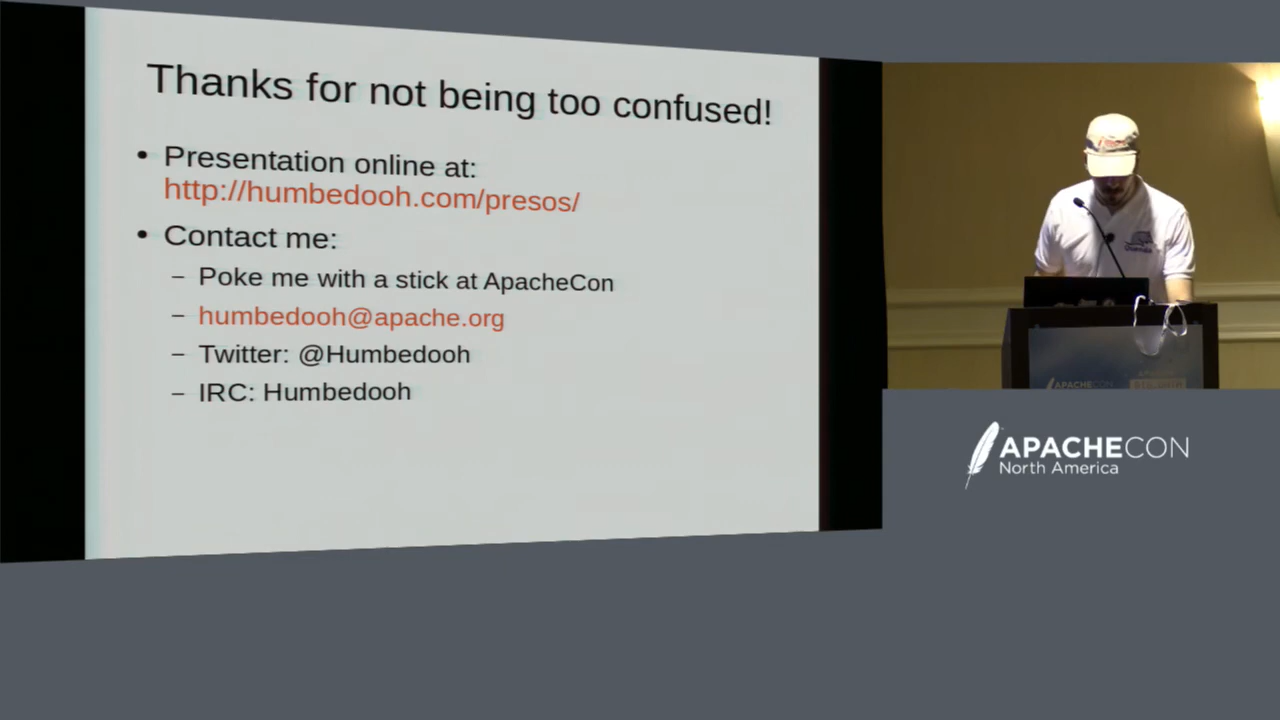 Thanks for not being too confused!
• Presentation online at:
http://humbedooh.com/presos/
• Contact me:
– Poke me with a stick at ApacheCon
– humbedooh@apache.org
– Twitter: @Humbedooh
– IRC: Humbedooh
APACHECON
North America
APACHECON